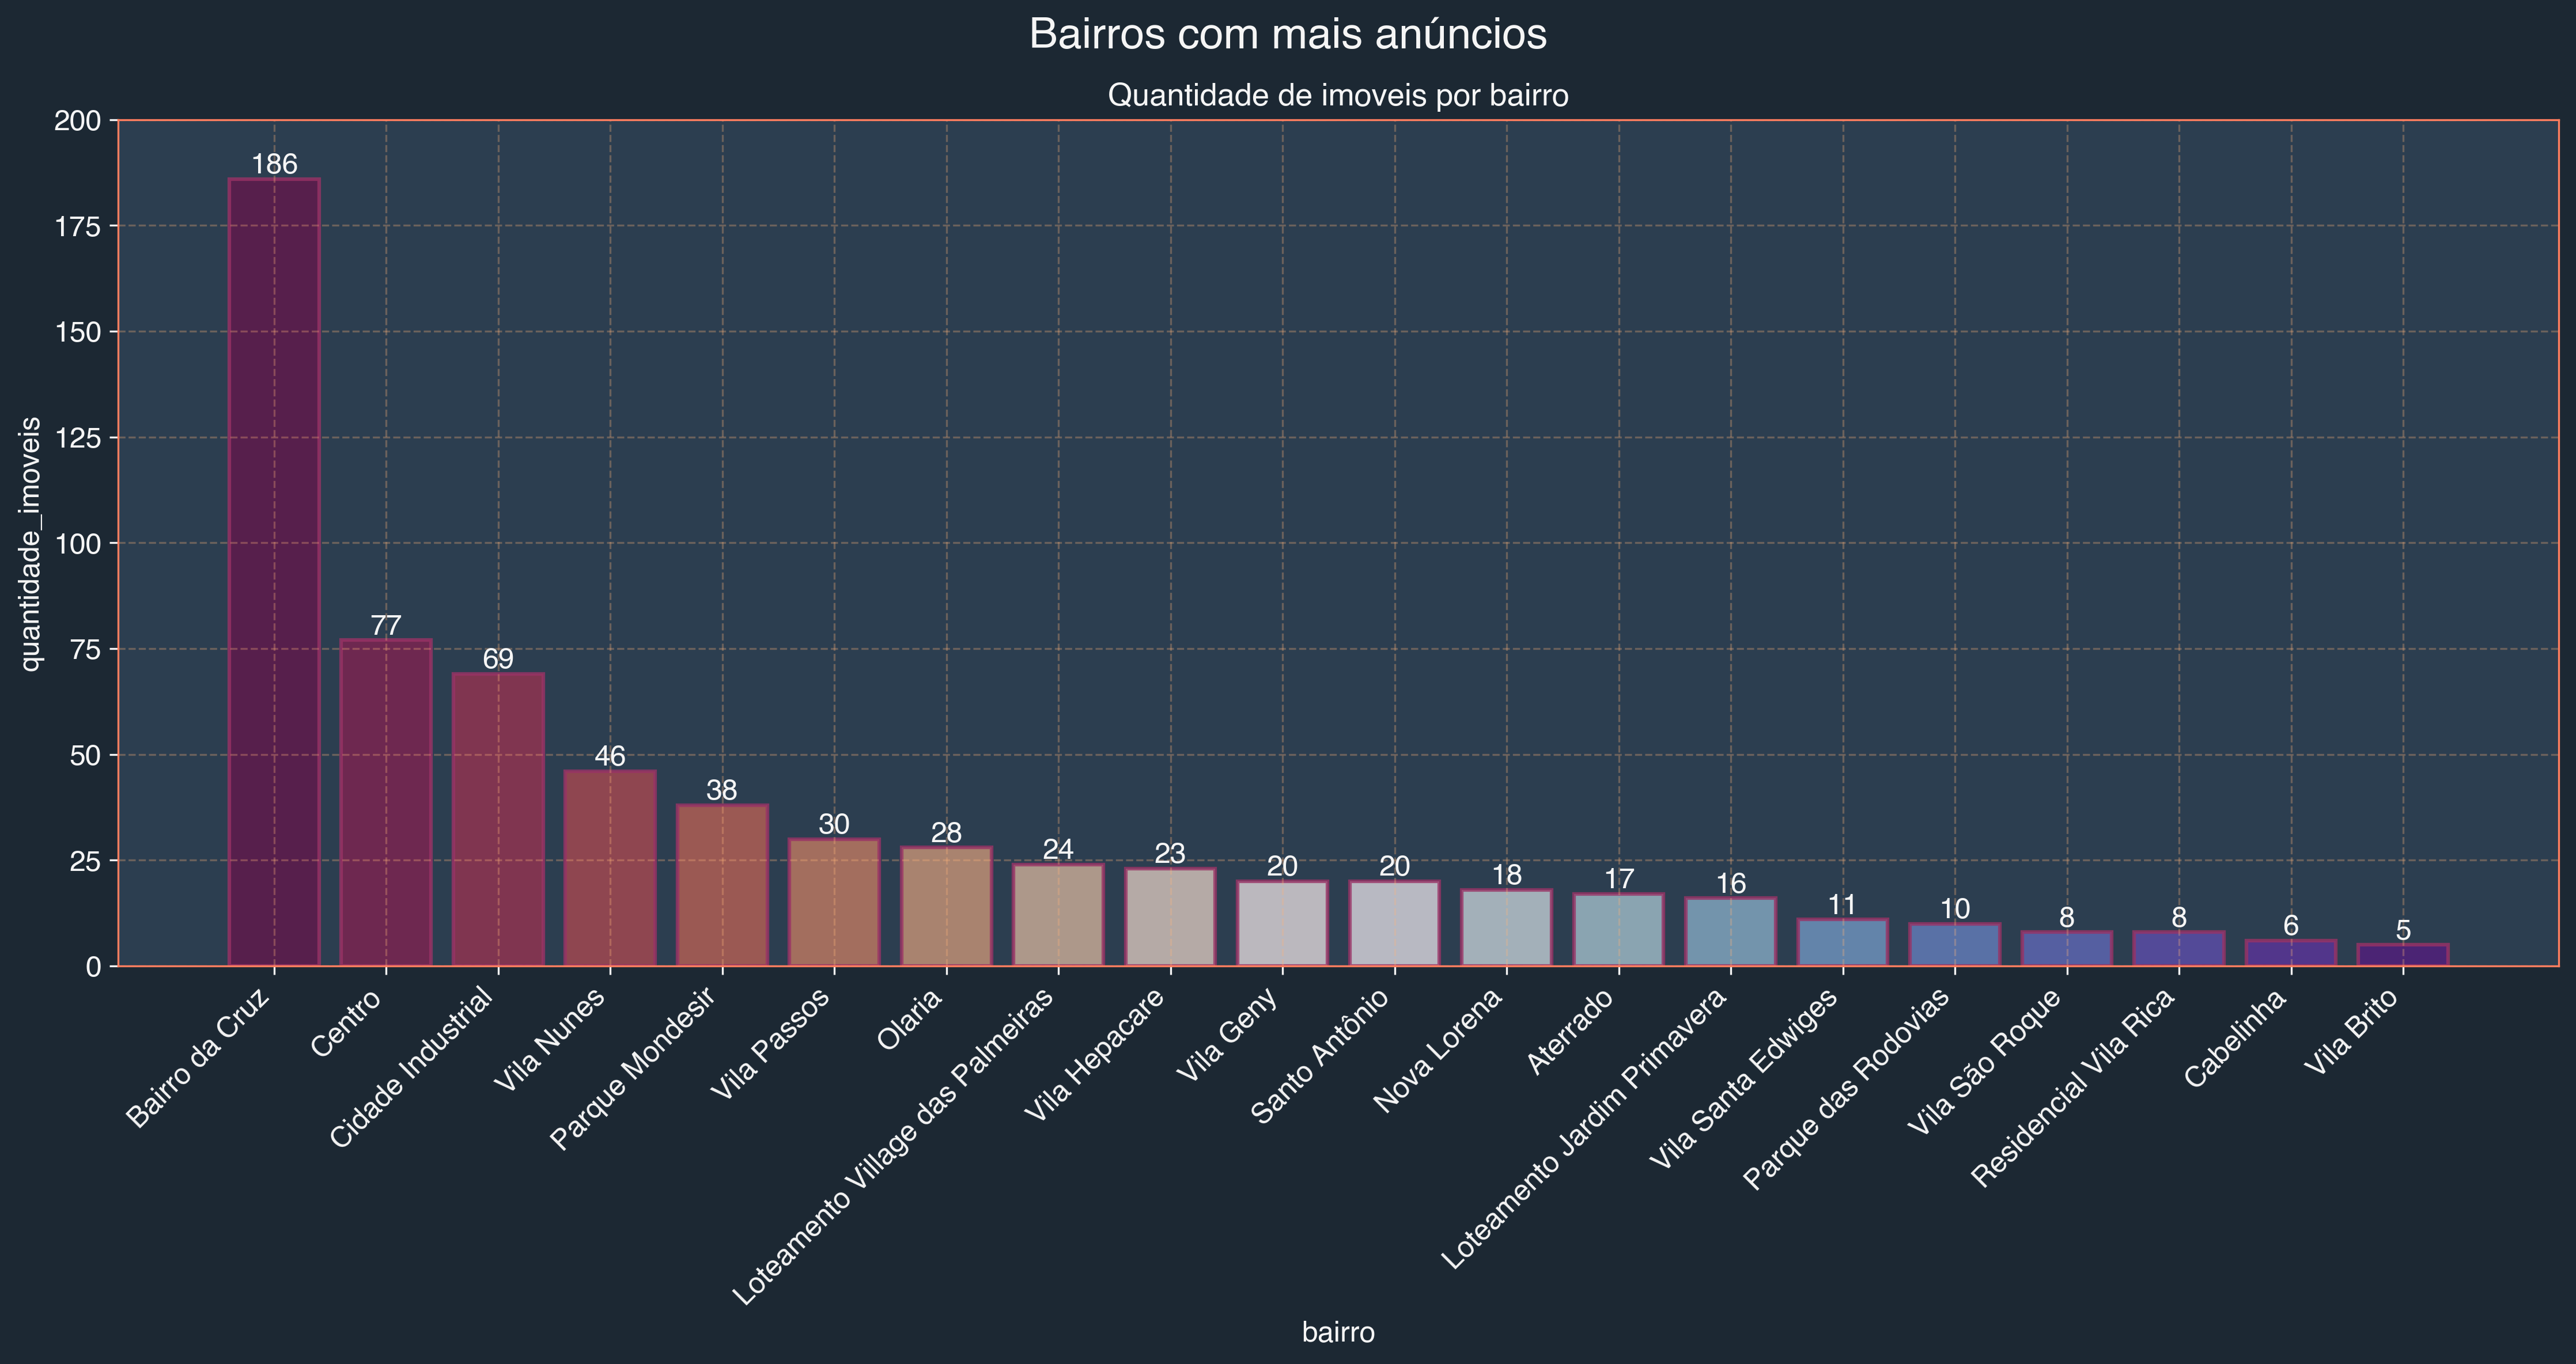 Bairros com mais anúncios
Quantidade de imoveis por bairro
quantidade_imoveis
200
175
150
125
100
75
50
25
0
186
77
69
46
38
30
28
24
23
20
20
18
17
16
11
10
8
8
6
5
Bairro da Cruz
Centro
Cidade Industrial
Vila Nunes
Parque Mondesir
Vila Passos
Olaria
Loteamento Village das Palmeiras
Vila Hepacare
Vila Geny
Santo Antônio
Nova Lorena
Aterrado
Loteamento Jardim Primavera
Vila Santa Edwiges
Parque das Rodovias
Vila São Roque
Residencial Vila Rica
Cabelinha
Vila Brito
bairro